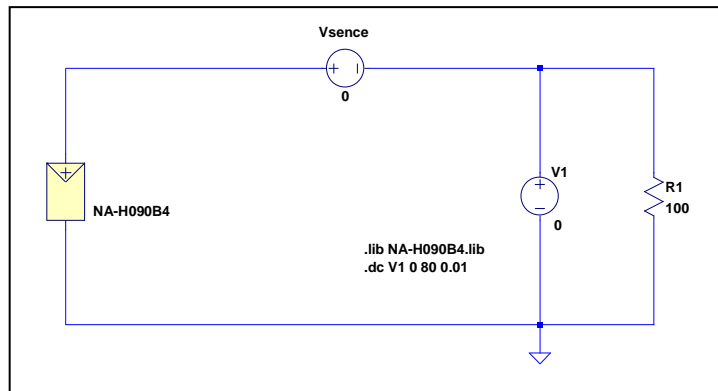 Vsence
+
−
0
+
NA-H090B4
V1
+
−
0
R1
100
.lib NA-H090B4.lib
.dc V1 0 80 0.01